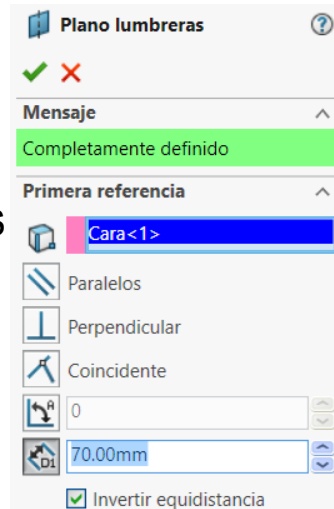 Plano lumbreras
Mensaje
Completamente definido
Primera referencia
s
Cara<1>
Paralelos
Perpendicular
Coincidente
0
70.00mm
Invertir equidistancia